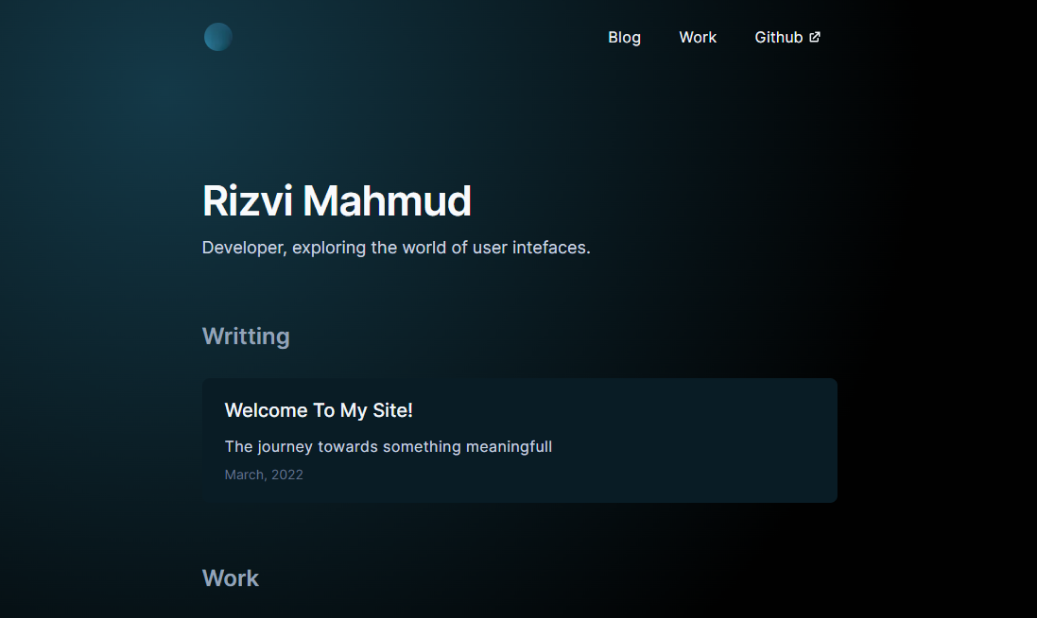 Blog Work Github
Rizvi Mahmud
Developer, exploring the world of user intefaces.
Writting
Welcome To My Site!
The journey towards something meaningfull
March, 2022
Work